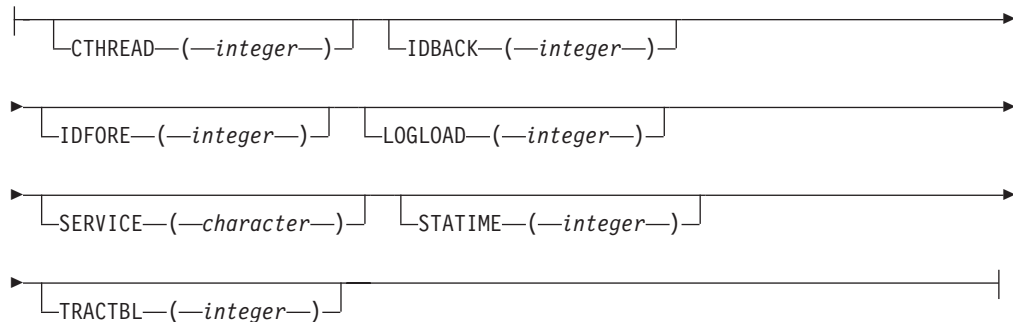 CTHREAD ( integer ) IDBACK ( integer )
IDFORE ( integer ) LOGLOAD ( integer )
SERVICE ( character ) STATIME ( integer )
TRACTBL ( integer )